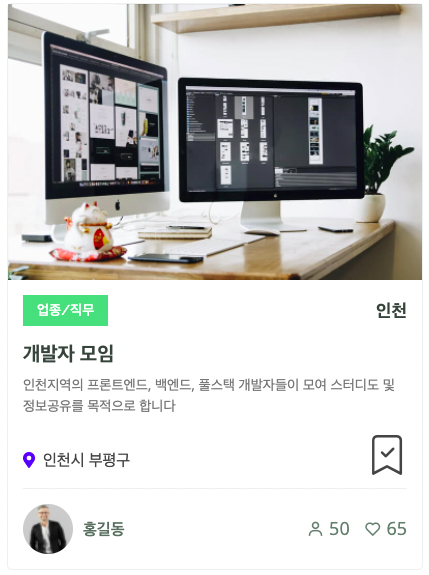 업종/직무
인천
개발자 모임
인천지역의 프론트엔드, 백엔드, 풀스택 개발자들이 모여 스터디도 및
정보공유를 목적으로 합니다
인천시 부평구
홍길동
50
65